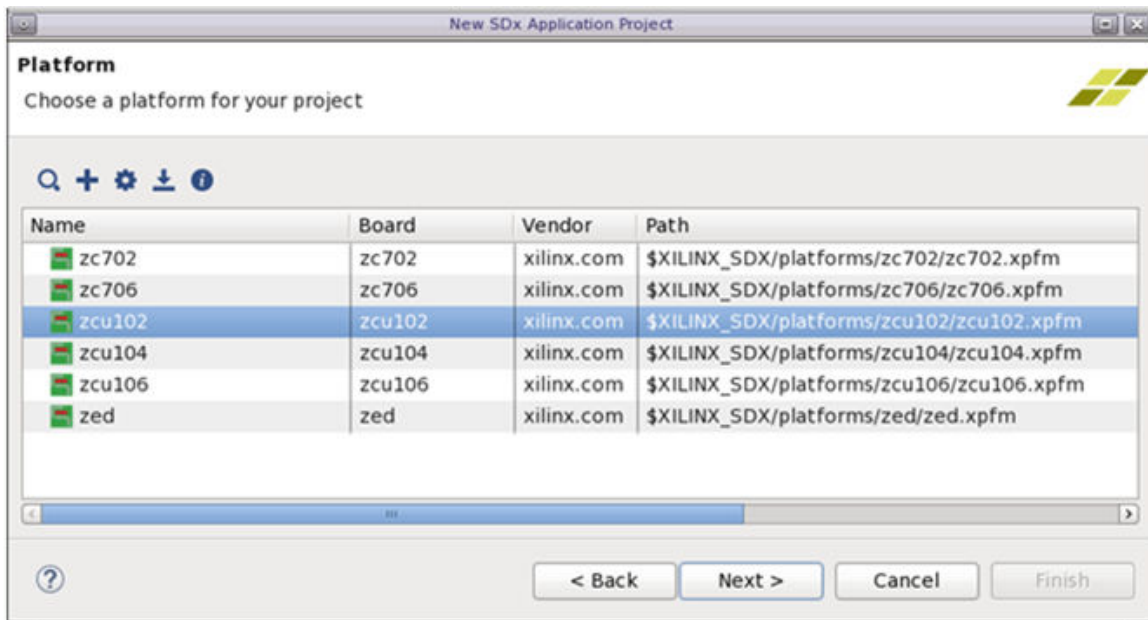 New SDx Application Project
Platform
Choose a platform for your project
Name Board Vendor Path
zc702 zc702 xilinx.com $XILINX_SDX/platforms/zc702/zc702.xpfm
zc706 zc706 xilinx.com $XILINX_SDX/platforms/zc706/zc706.xpfm
zcu102 zcu102 xilinx.com $XILINX_SDX/platforms/zcu102/zcu102.xpfm
zcu104 zcu104 xilinx.com $XILINX_SDX/platforms/zcu104/zcu104.xpfm
zcu106 zcu106 xilinx.com $XILINX_SDX/platforms/zcu106/zcu106.xpfm
zed zed xilinx.com $XILINX_SDX/platforms/zed/zed.xpfm
< Back Next > Cancel Finish